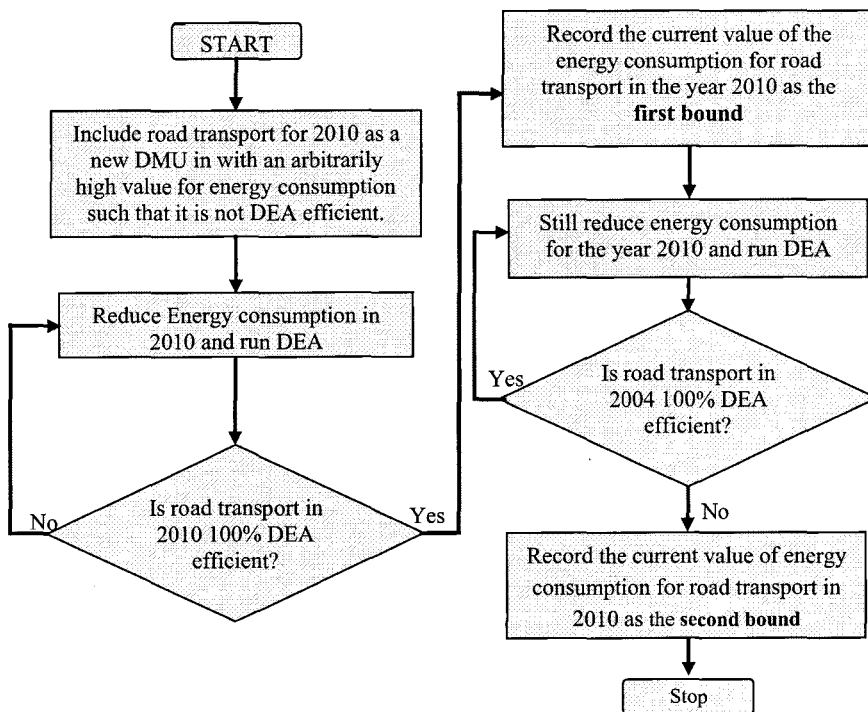 START
Include road transport for 2010 as a
new DMU in with an arbitrarily
high value for energy consumption
such that it is not DEA efficient.
Reduce Energy consumption in
2010 and run DEA
No
Is road transport in
2010 100% DEA
efficient?
Yes
Record the current value of the
energy consumption for road
transport in the year 2010 as the
first bound
Still reduce energy consumption
for the year 2010 and run DEA
Yes
Is road transport in
2004 100% DEA
efficient?
No
Record the current value of energy
consumption for road transport in
2010 as the second bound
Stop